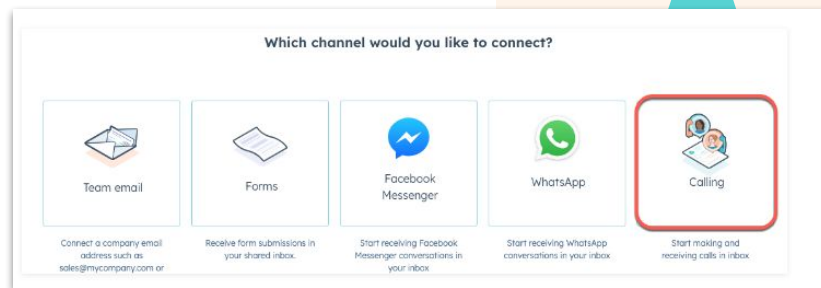 Which channel would you like to connect?
Team email
Forms
Facebook
Messenger
WhatsApp
Calling
Connect a company email
address such as
sales@mycompany.com or
Receive form submissions in
your shared inbox.
Start receiving Facebook
Messenger conversations in
your inbox
Start receiving WhatsApp
conversations in your inbox
Start making and
receiving calls in inbox